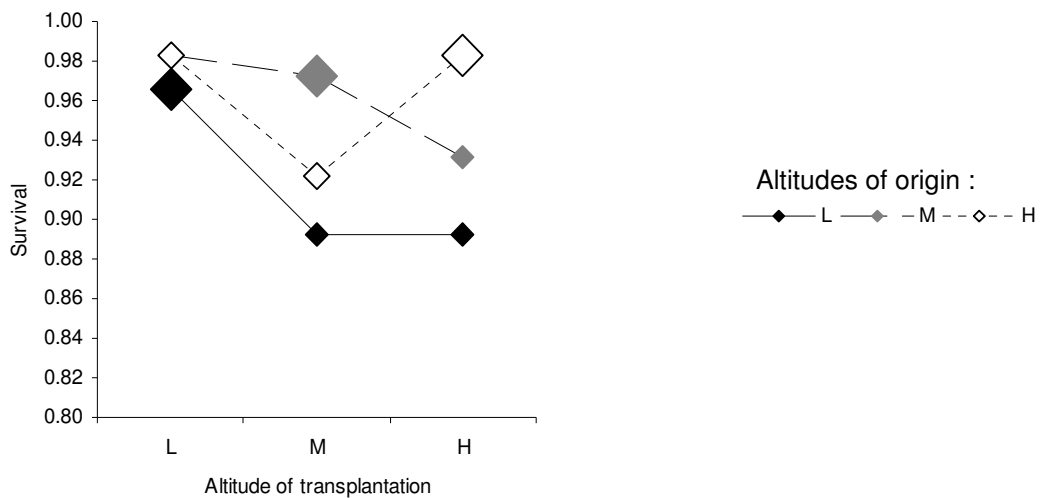 1.00
0.98
0.96
0.94
0.92
0.90
0.88
0.86
0.84
0.82
0.80
Survival
L M H
Altitude of transplantation
Altitudes of origin :
L M H